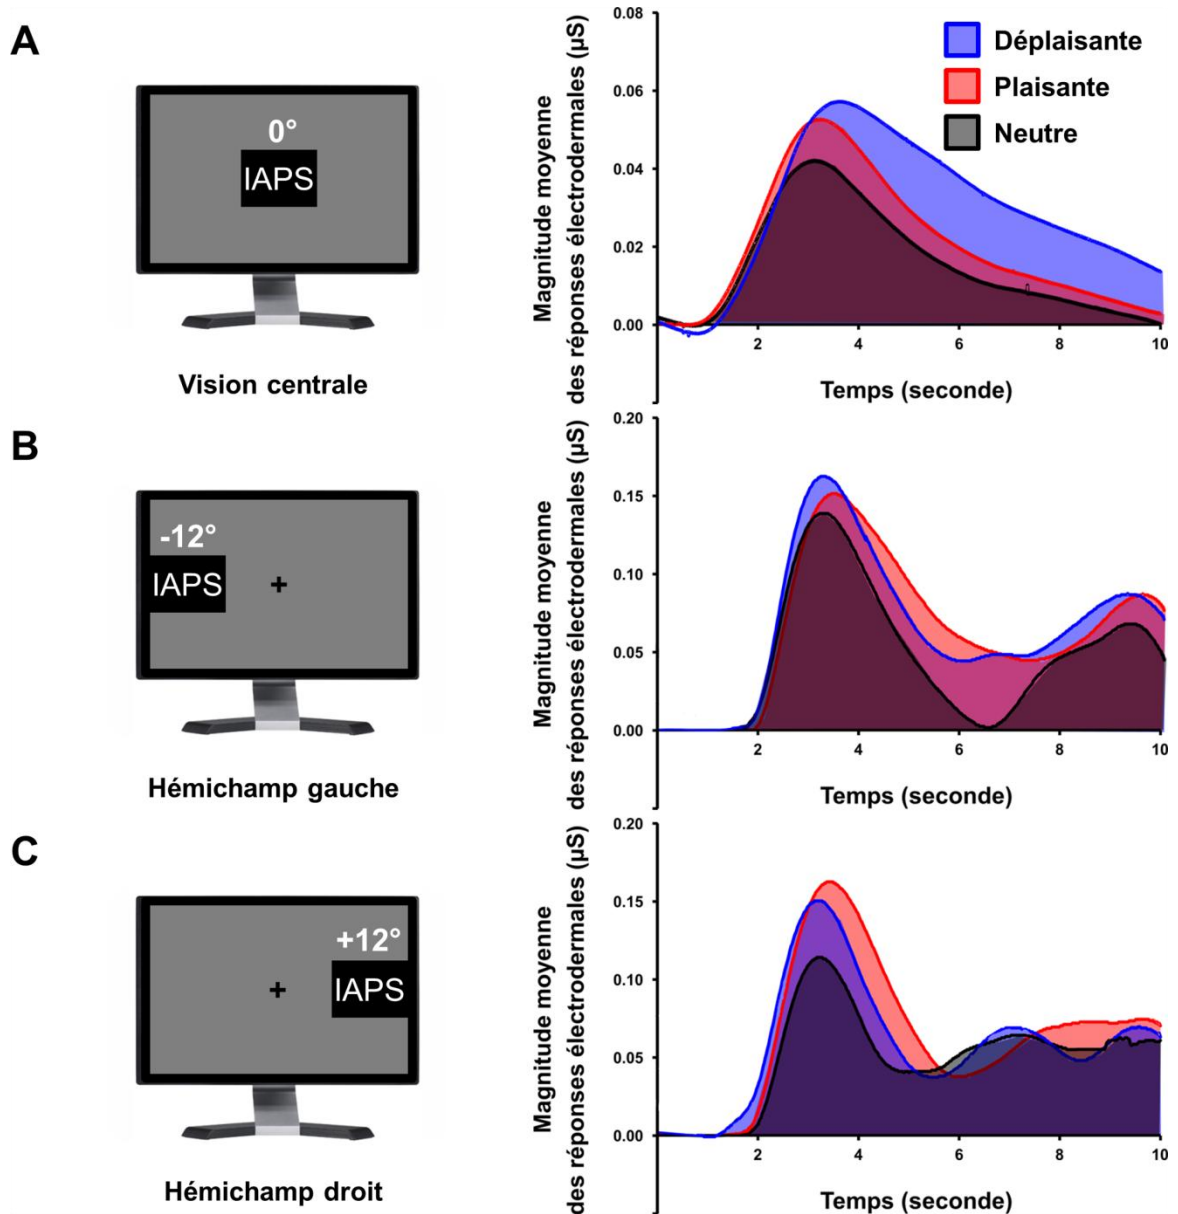 A
0°
IAPS
Vision centrale
Magnitude moyenne
des réponses électrodermales (µS)
0.08
0.06
0.04
0.02
0.00
2 4 6 8 10
Temps (seconde)
Déplaisante
Plaisante
Neutre
B
-12°
IAPS
+
Hémichamp gauche
Magnitude moyenne
des réponses électrodermales (µS)
0.20
0.15
0.10
0.05
0.00
2 4 6 8 10
Temps (seconde)
C
+12°
+
IAPS
Hémichamp droit
Magnitude moyenne
des réponses électrodermales (µS)
0.20
0.15
0.10
0.05
0.00
2 4 6 8 10
Temps (seconde)